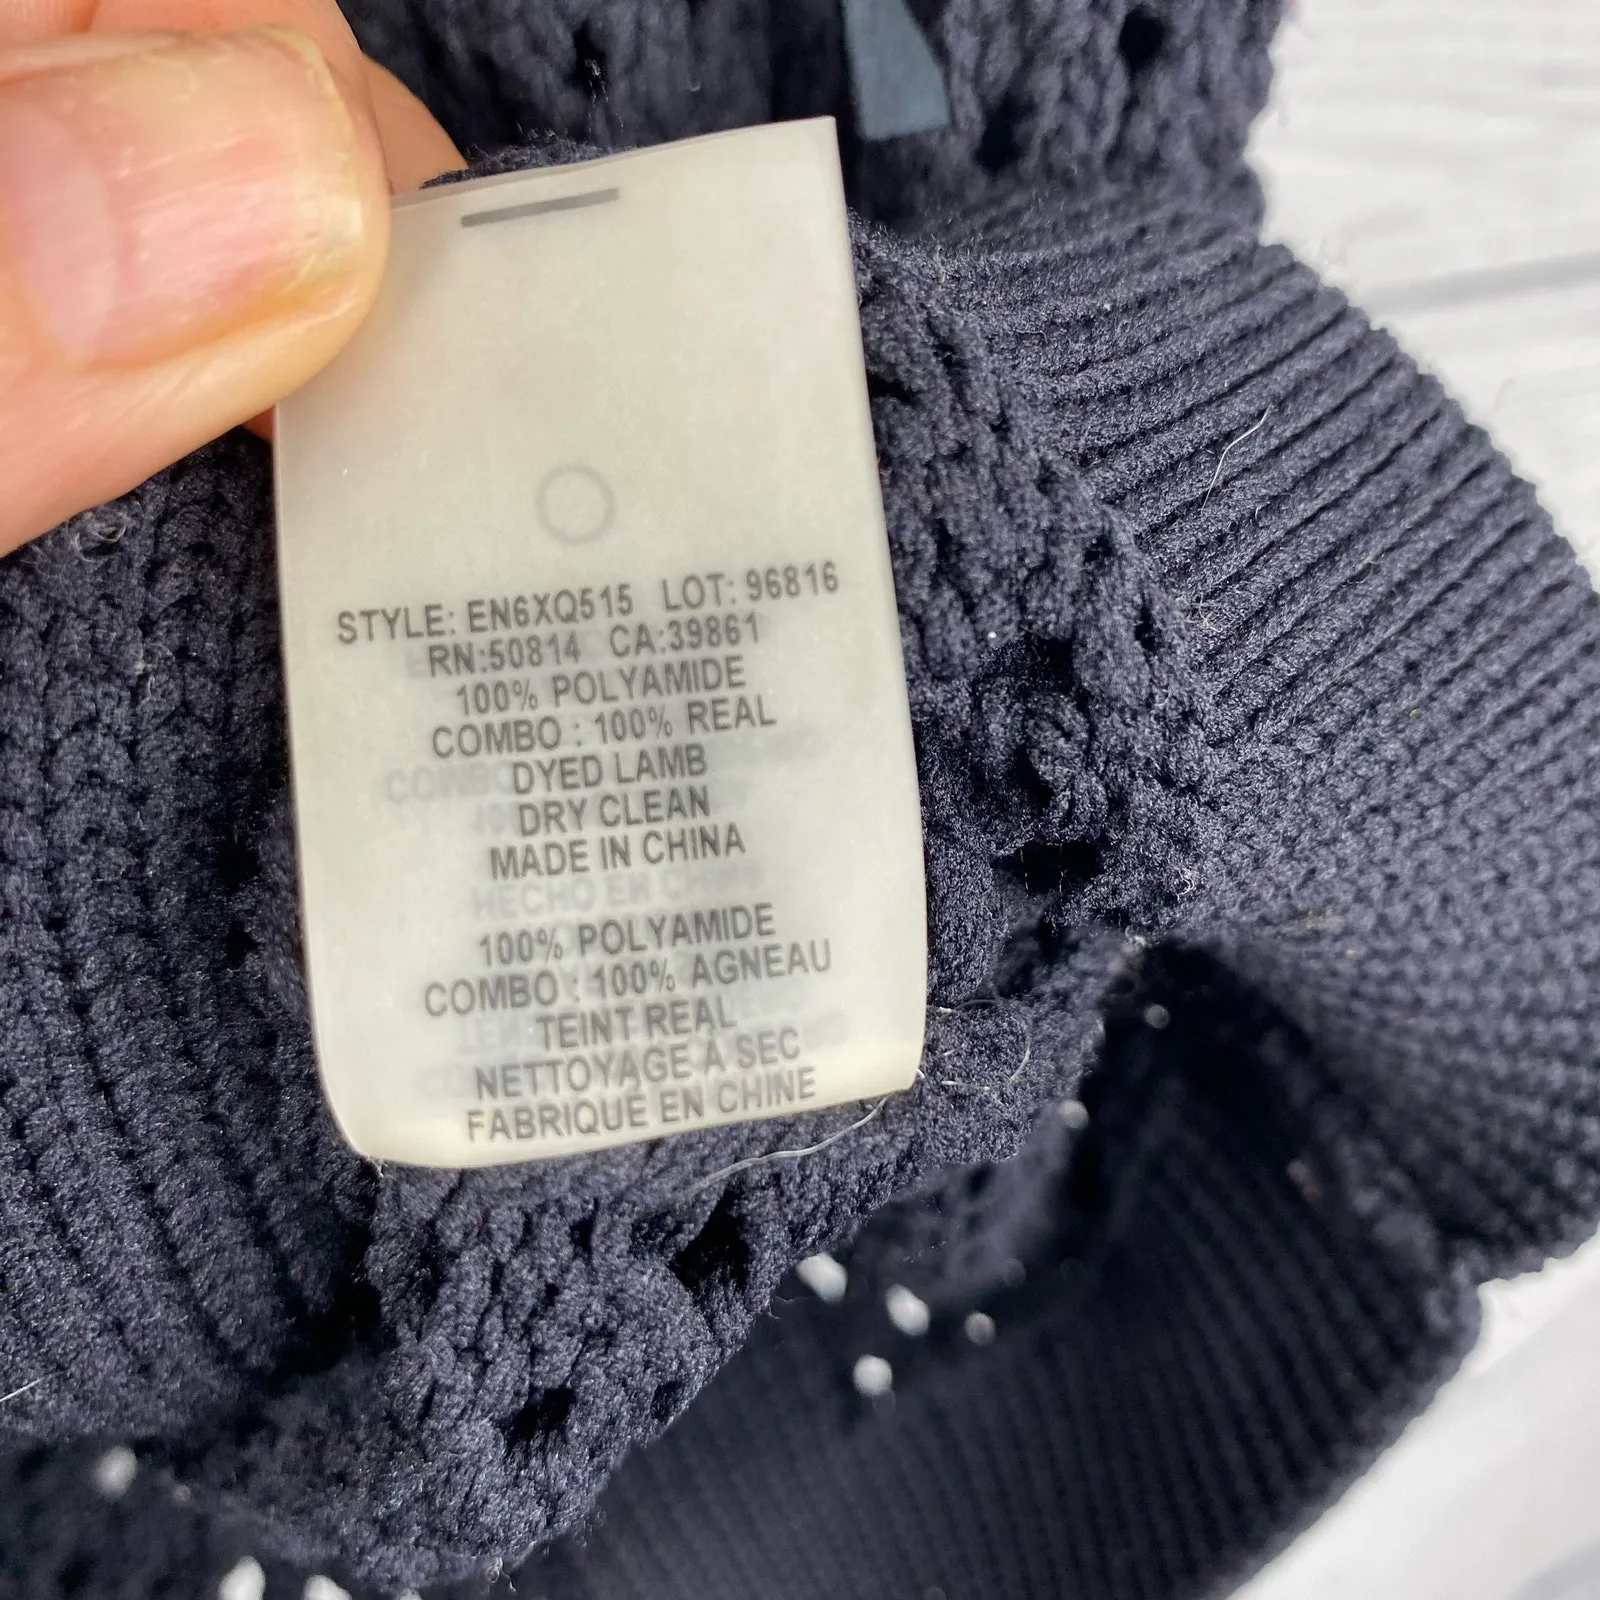 STYLE: EN6XQ515 LOT: 96816
RN:50814 CA:39861
100% POLYAMIDE
COMBO : 100% REAL
DYED LAMB
DRY CLEAN
MADE IN CHINA
100% POLYAMIDE
COMBO : 100% AGNEAU
TEINT REAL
NETTOYAGE À SEC
FABRIQUÉ EN CHINE